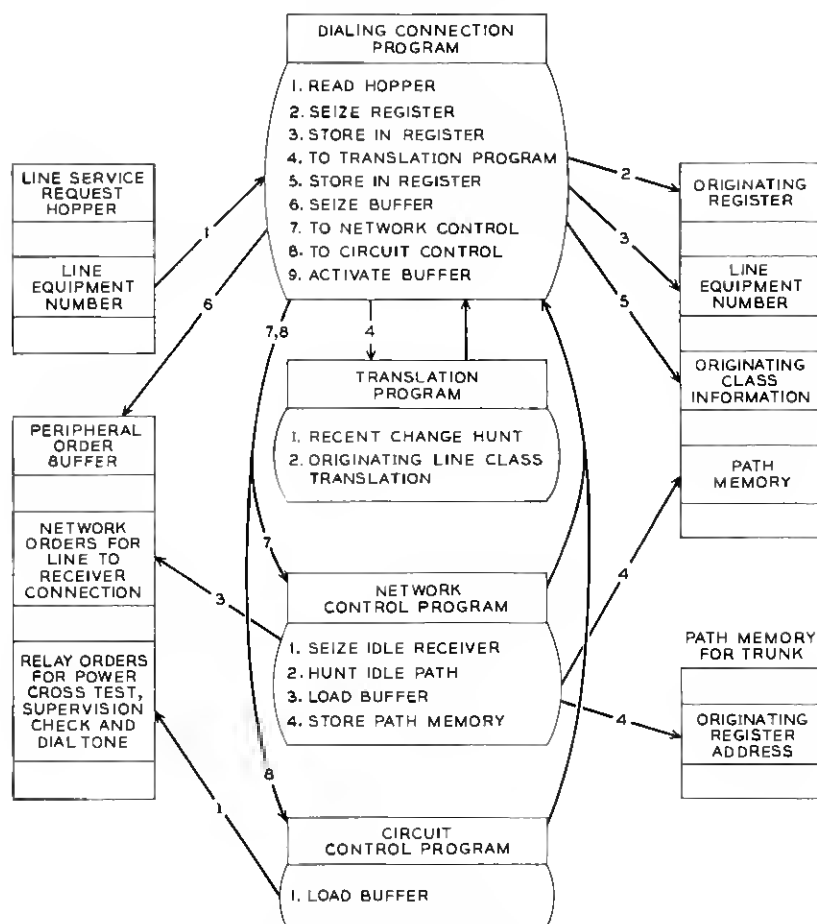 DIALING CONNECTION
PROGRAM
1. READ HOPPER
2. SEIZE REGISTER
3. STORE IN REGISTER
4. TO TRANSLATION PROGRAM
5. STORE IN REGISTER
6. SEIZE BUFFER
7. TO NETWORK CONTROL
8. TO CIRCUIT CONTROL
9. ACTIVATE BUFFER
LINE SERVICE
REQUEST
HOPPER
LINE
EQUIPMENT
NUMBER
1
6
2
3
5
ORIGINATING
REGISTER
LINE
EQUIPMENT
NUMBER
ORIGINATING
CLASS
INFORMATION
PATH
MEMORY
7,8
4
TRANSLATION
PROGRAM
1. RECENT CHANGE HUNT
2. ORIGINATING LINE CLASS
TRANSLATION
PERIPHERAL
ORDER
BUFFER
NETWORK
ORDERS FOR
LINE TO
RECEIVER
CONNECTION
RELAY ORDERS
FOR POWER
CROSS TEST,
SUPERVISION
CHECK AND
DIAL TONE
7
3
NETWORK
CONTROL PROGRAM
1. SEIZE IDLE RECEIVER
2. HUNT IDLE PATH
3. LOAD BUFFER
4. STORE PATH MEMORY
4
4
PATH MEMORY
FOR TRUNK
ORIGINATING
REGISTER
ADDRESS
8
1
CIRCUIT
CONTROL PROGRAM
1. LOAD BUFFER